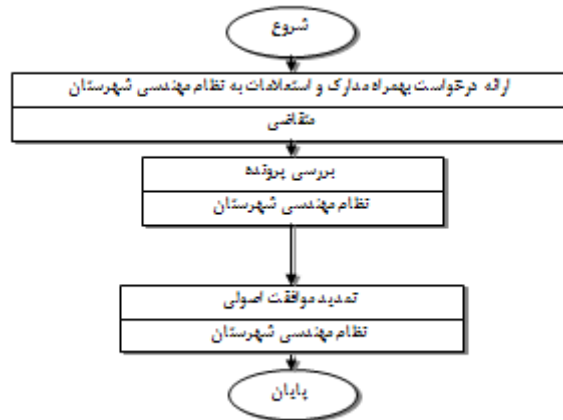 شروع
ارائه درخواست بهمراه مدارک و استعلامات به نظام مهندسی شهرستان
متقاضی
بررسی پرونده
نظام مهندسی شهرستان
تمدید موافقت اصولی
نظام مهندسی شهرستان
پایان